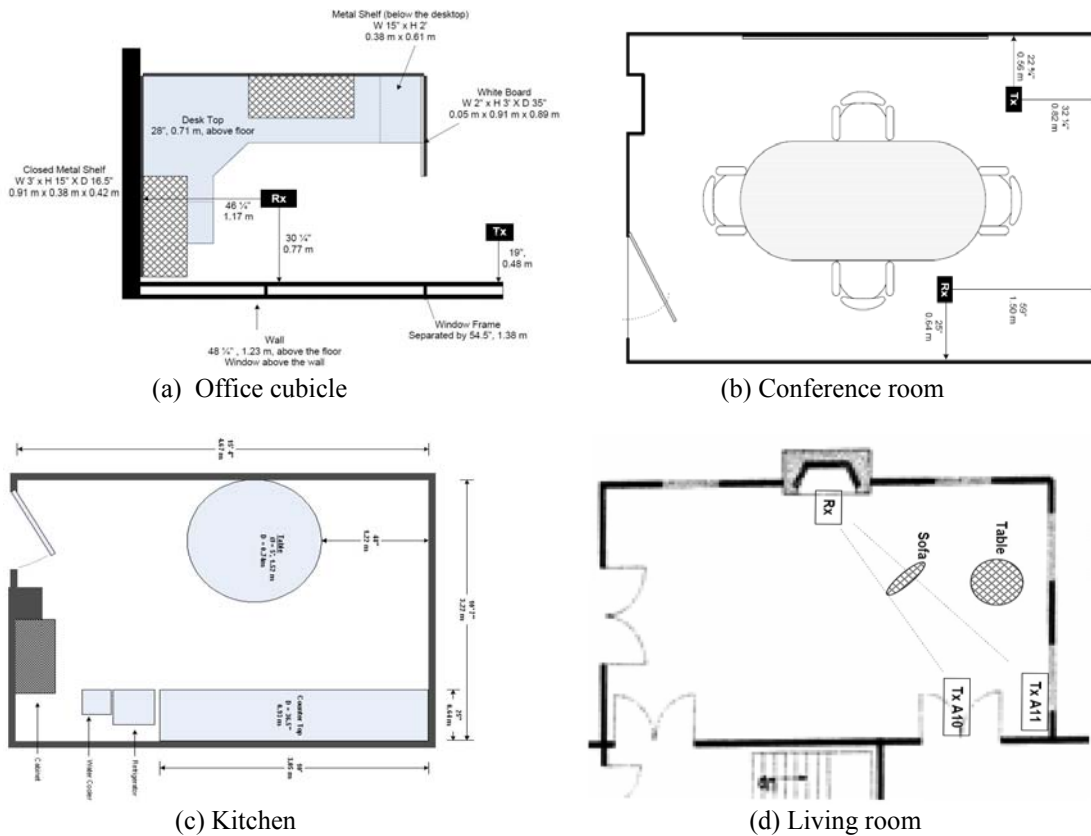 Metal Shelf (below the desktop)
W 15" x H 2'
0.38 m x 0.61 m
White Board
W 2" x H 3' X D 35"
0.05 m x 0.91 m x 0.89 m
Desk Top
28", 0.71 m, above floor
Closed Metal Shelf
W 3' x H 15" X D 16.5"
0.91 m x 0.38 m x 0.42 m
Rx
46 ¼"
1.17 m
30 ¼"
0.77 m
Tx
19",
0.48 m
Window Frame
Separated by 54.5", 1.38 m
Wall
48 ¼" , 1.23 m, above the floor
Window above the wall
(a) Office cubicle
0.56 m
Tx
0.82 m
Rx
59"
1.50 m
25"
0.64 m
(b) Conference room
15' 4"
4.67 m
Table
48"
1.22 m
Counter Top
25"
0.64 m
10'
Cabinet
Water Cooler
Refrigerator
(c) Kitchen
Rx
Sofa
Table
Tx A10
Tx A11
(d) Living room